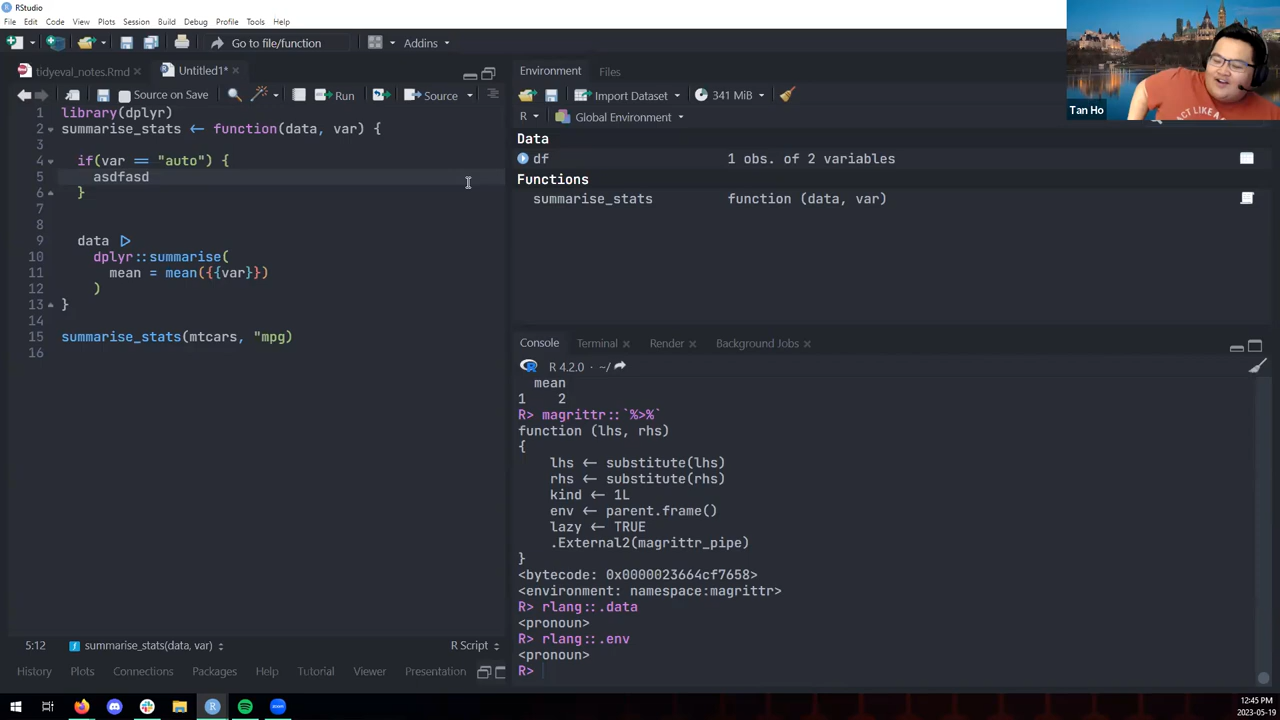 RStudio
File Edit Code View Plots Session Build Debug Profile Tools Help
Go to file/function Addins
tidyeval_notes.Rmd Untitled1*
Source on Save Run Source
1 library(dplyr)
2 summarise_stats ← function(data, var) {
3
4 if(var == "auto") {
5 asdfasd
6 }
7
8
9 data ▷
10 dplyr::summarise(
11 mean = mean({{var}})
12 )
13 }
14
15 summarise_stats(mtcars, "mpg)
16
5:12 summarise_stats(data, var) R Script
History Plots Connections Packages Help Tutorial Viewer Presentation
Environment Files
Import Dataset 341 MiB
R Global Environment
Data
df 1 obs. of 2 variables
Functions
summarise_stats function (data, var)
Console Terminal Render Background Jobs
R 4.2.0 · ~/
mean
1 2
R> magrittr::`%>%`
function (lhs, rhs)
{
lhs ← substitute(lhs)
rhs ← substitute(rhs)
kind ← 1L
env ← parent.frame()
lazy ← TRUE
.External2(magrittr_pipe)
}
<bytecode: 0x0000023664cf7658>
<environment: namespace:magrittr>
R> rlang::.data
<pronoun>
R> rlang::.env
<pronoun>
R>
Tan Ho
12:45 PM
2023-05-19